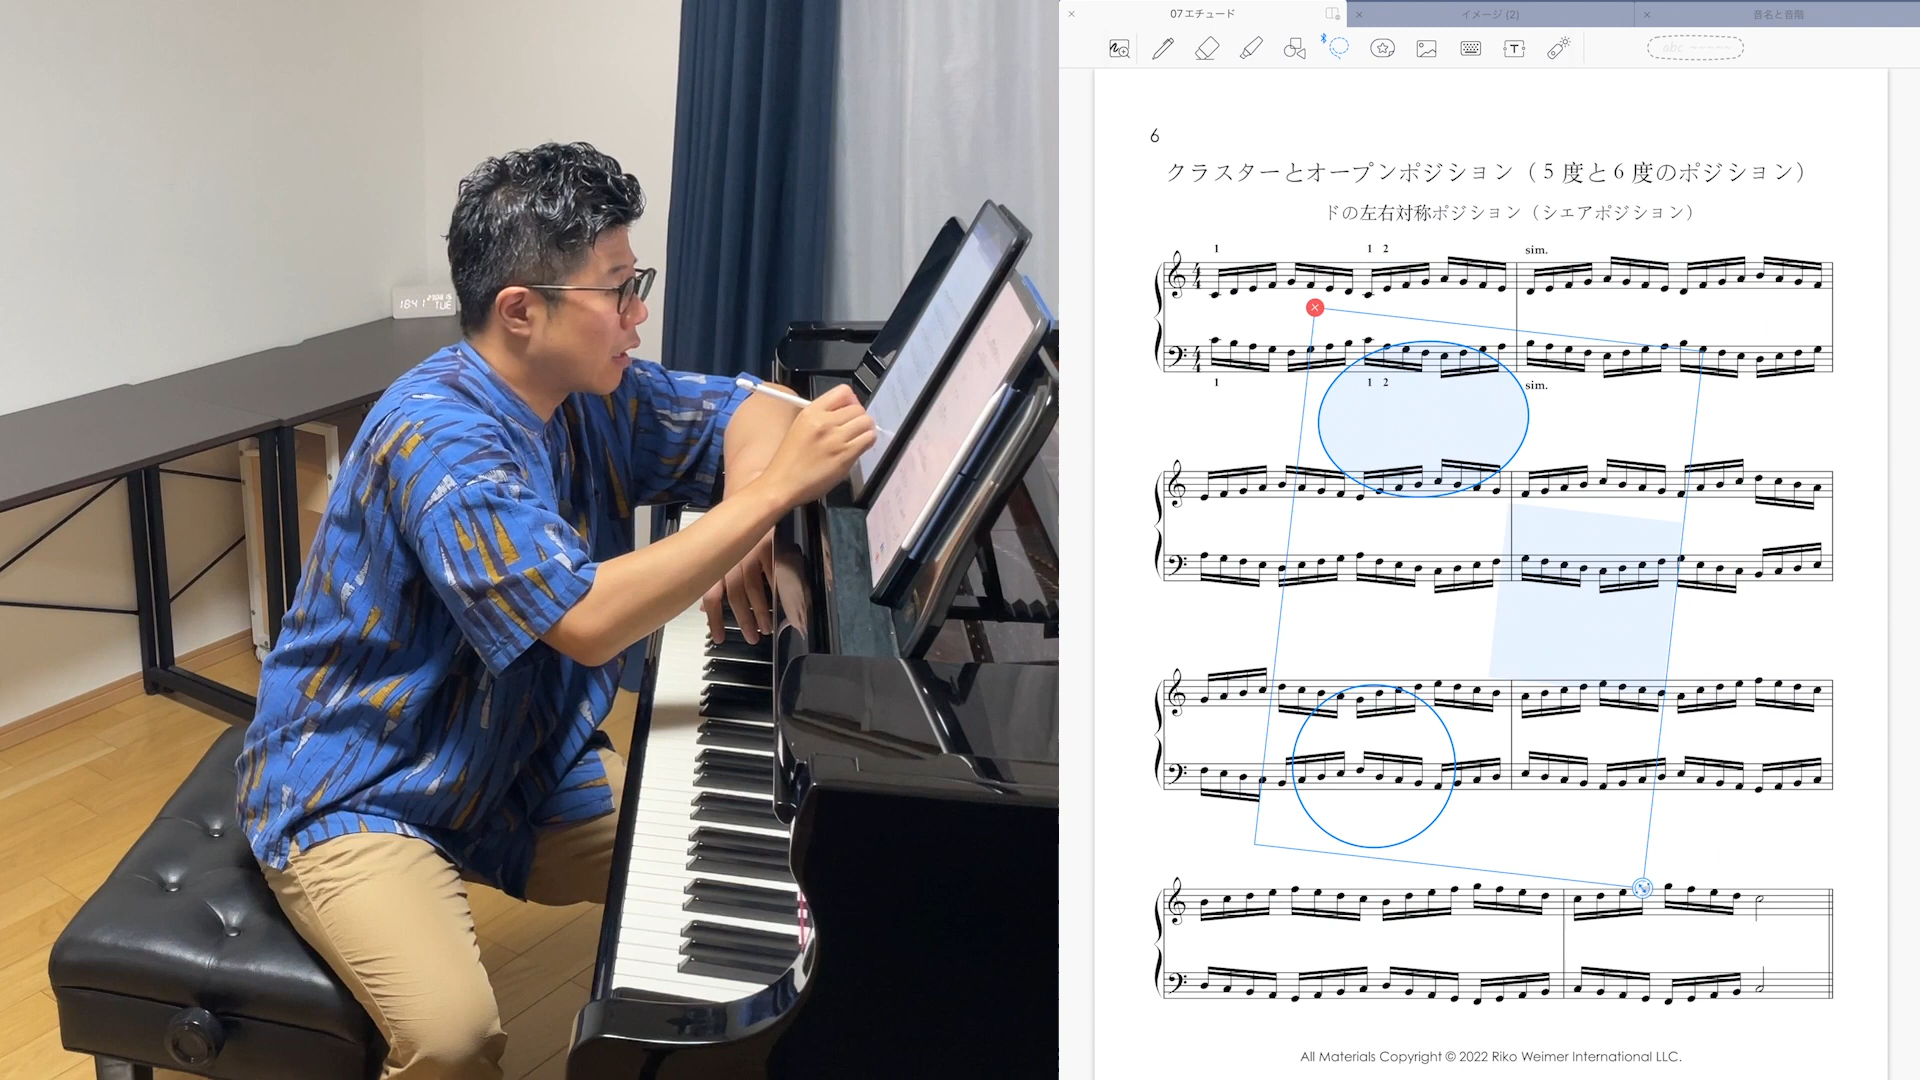 07エチュード
イメージ (2)
音名と音階
abc
T
6
クラスターとオープンポジション（5度と6度のポジション）
ドの左右対称ポジション（シェアポジション）
1 1 2 sim.
1 1 2 sim.
All Materials Copyright © 2022 Riko Weimer International LLC.
18:41
TUE